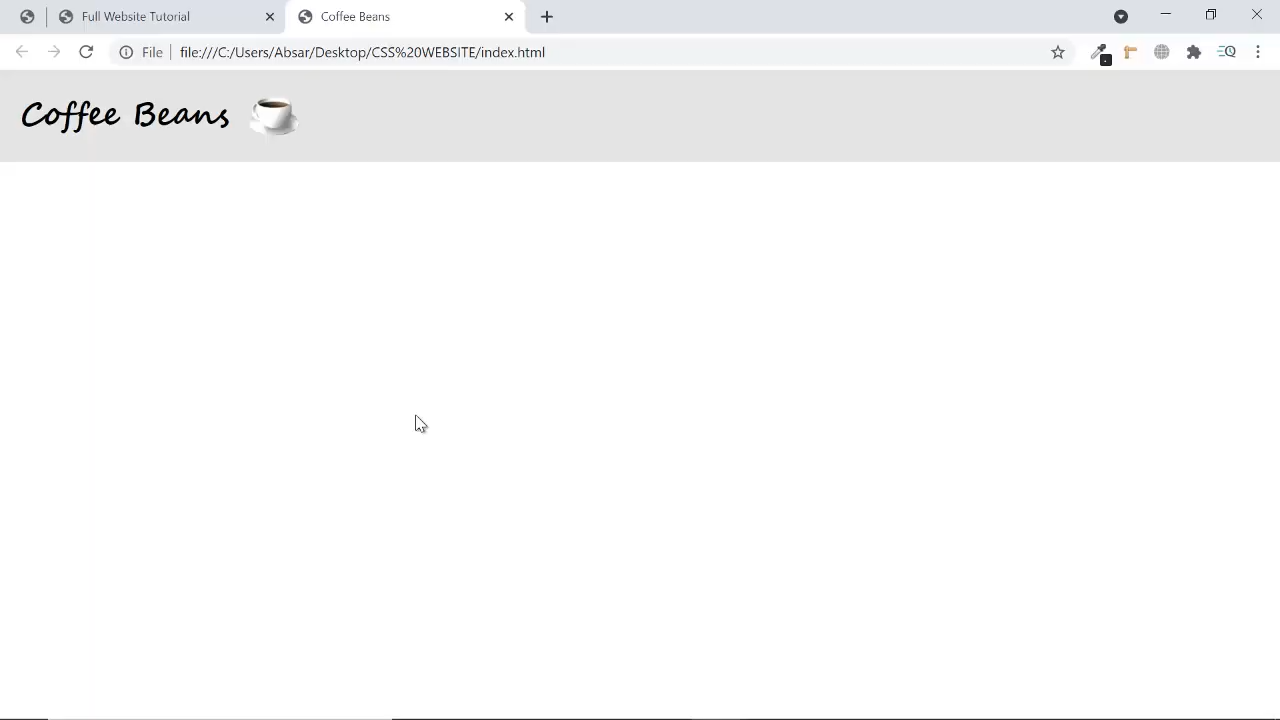 Full Website Tutorial
Coffee Beans
File
file:///C:/Users/Absar/Desktop/CSS%20WEBSITE/index.html
Coffee Beans